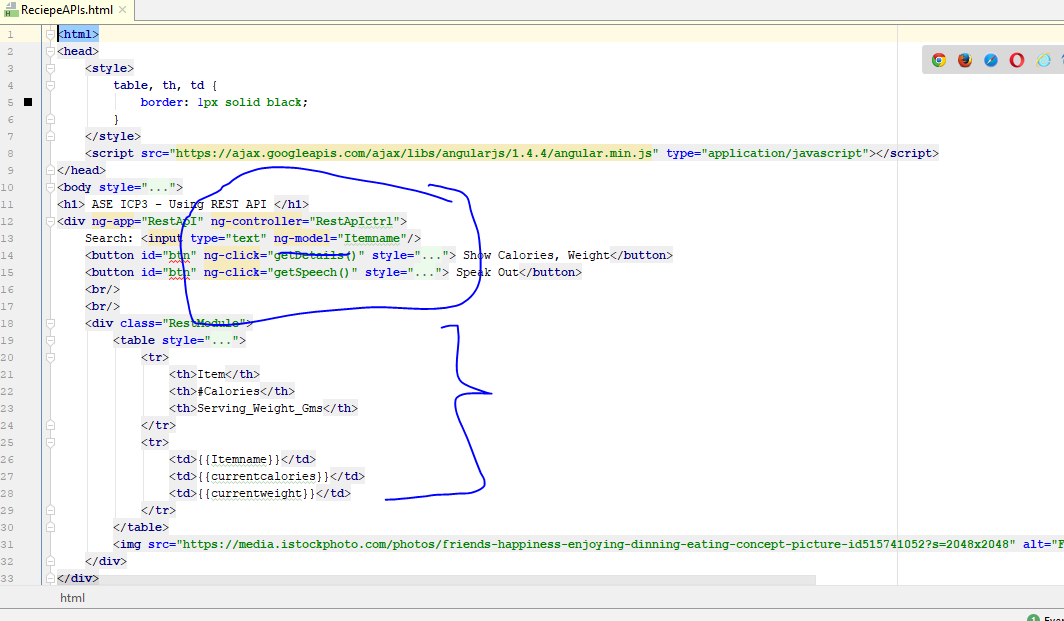 ReciepeAPIs.html
1 <html>
2 <head>
3 <style>
4 table, th, td {
5 border: 1px solid black;
6 }
7 </style>
8 <script src="https://ajax.googleapis.com/ajax/libs/angularjs/1.4.4/angular.min.js" type="application/javascript"></script>
9 </head>
10 <body style="...">
11 <h1> ASE ICP3 - Using REST API </h1>
12 <div ng-app="RestApI" ng-controller="RestApIctrl">
13 Search: <input type="text" ng-model="Itemname"/>
14 <button id="btn" ng-click="getDetails()" style="..."> Show Calories, Weight</button>
15 <button id="btn" ng-click="getSpeech()" style="..."> Speak Out</button>
16 <br/>
17 <br/>
18 <div class="RestModule">
19 <table style="...">
20 <tr>
21 <th>Item</th>
22 <th>#Calories</th>
23 <th>Serving_Weight_Gms</th>
24 </tr>
25 <tr>
26 <td>{{Itemname}}</td>
27 <td>{{currentcalories}}</td>
28 <td>{{currentweight}}</td>
29 </tr>
30 </table>
31 <img src="https://media.istockphoto.com/photos/friends-happiness-enjoying-dinning-eating-concept-picture-id515741052?s=2048x2048" alt="F
32 </div>
33 </div>
html